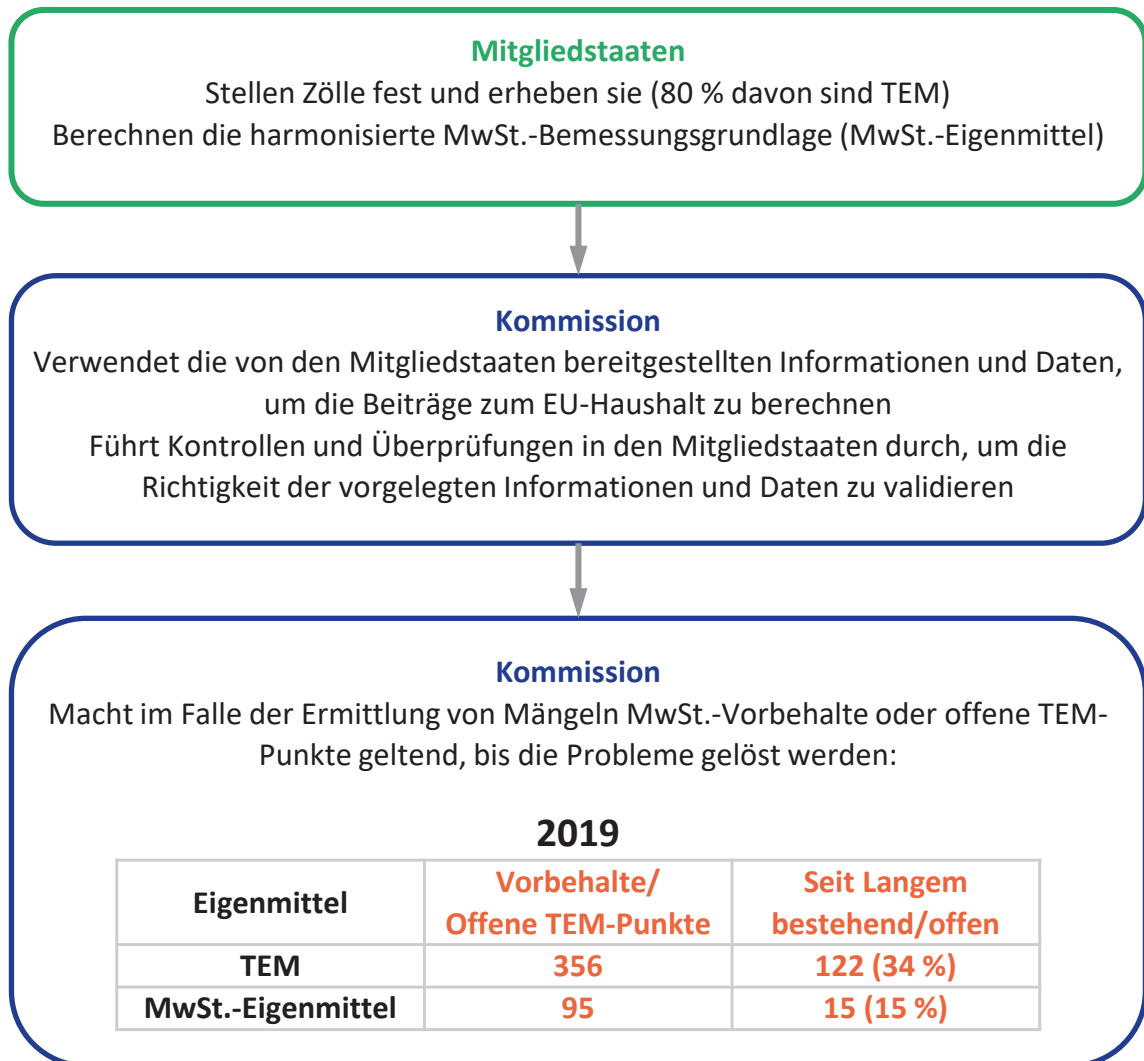 Mitgliedstaaten
Stellen Zölle fest und erheben sie (80 % davon sind TEM)
Berechnen die harmonisierte MwSt.-Bemessungsgrundlage (MwSt.-Eigenmittel)
Kommission
Verwendet die von den Mitgliedstaaten bereitgestellten Informationen und Daten,
um die Beiträge zum EU-Haushalt zu berechnen
Führt Kontrollen und Überprüfungen in den Mitgliedstaaten durch, um die
Richtigkeit der vorgelegten Informationen und Daten zu validieren
Kommission
Macht im Falle der Ermittlung von Mängeln MwSt.-Vorbehalte oder offene TEM-
Punkte geltend, bis die Probleme gelöst werden:
2019
Eigenmittel
Vorbehalte/
Offene TEM-Punkte
Seit Langem
bestehend/offen
TEM 356 122 (34 %)
MwSt.-Eigenmittel 95 15 (15 %)